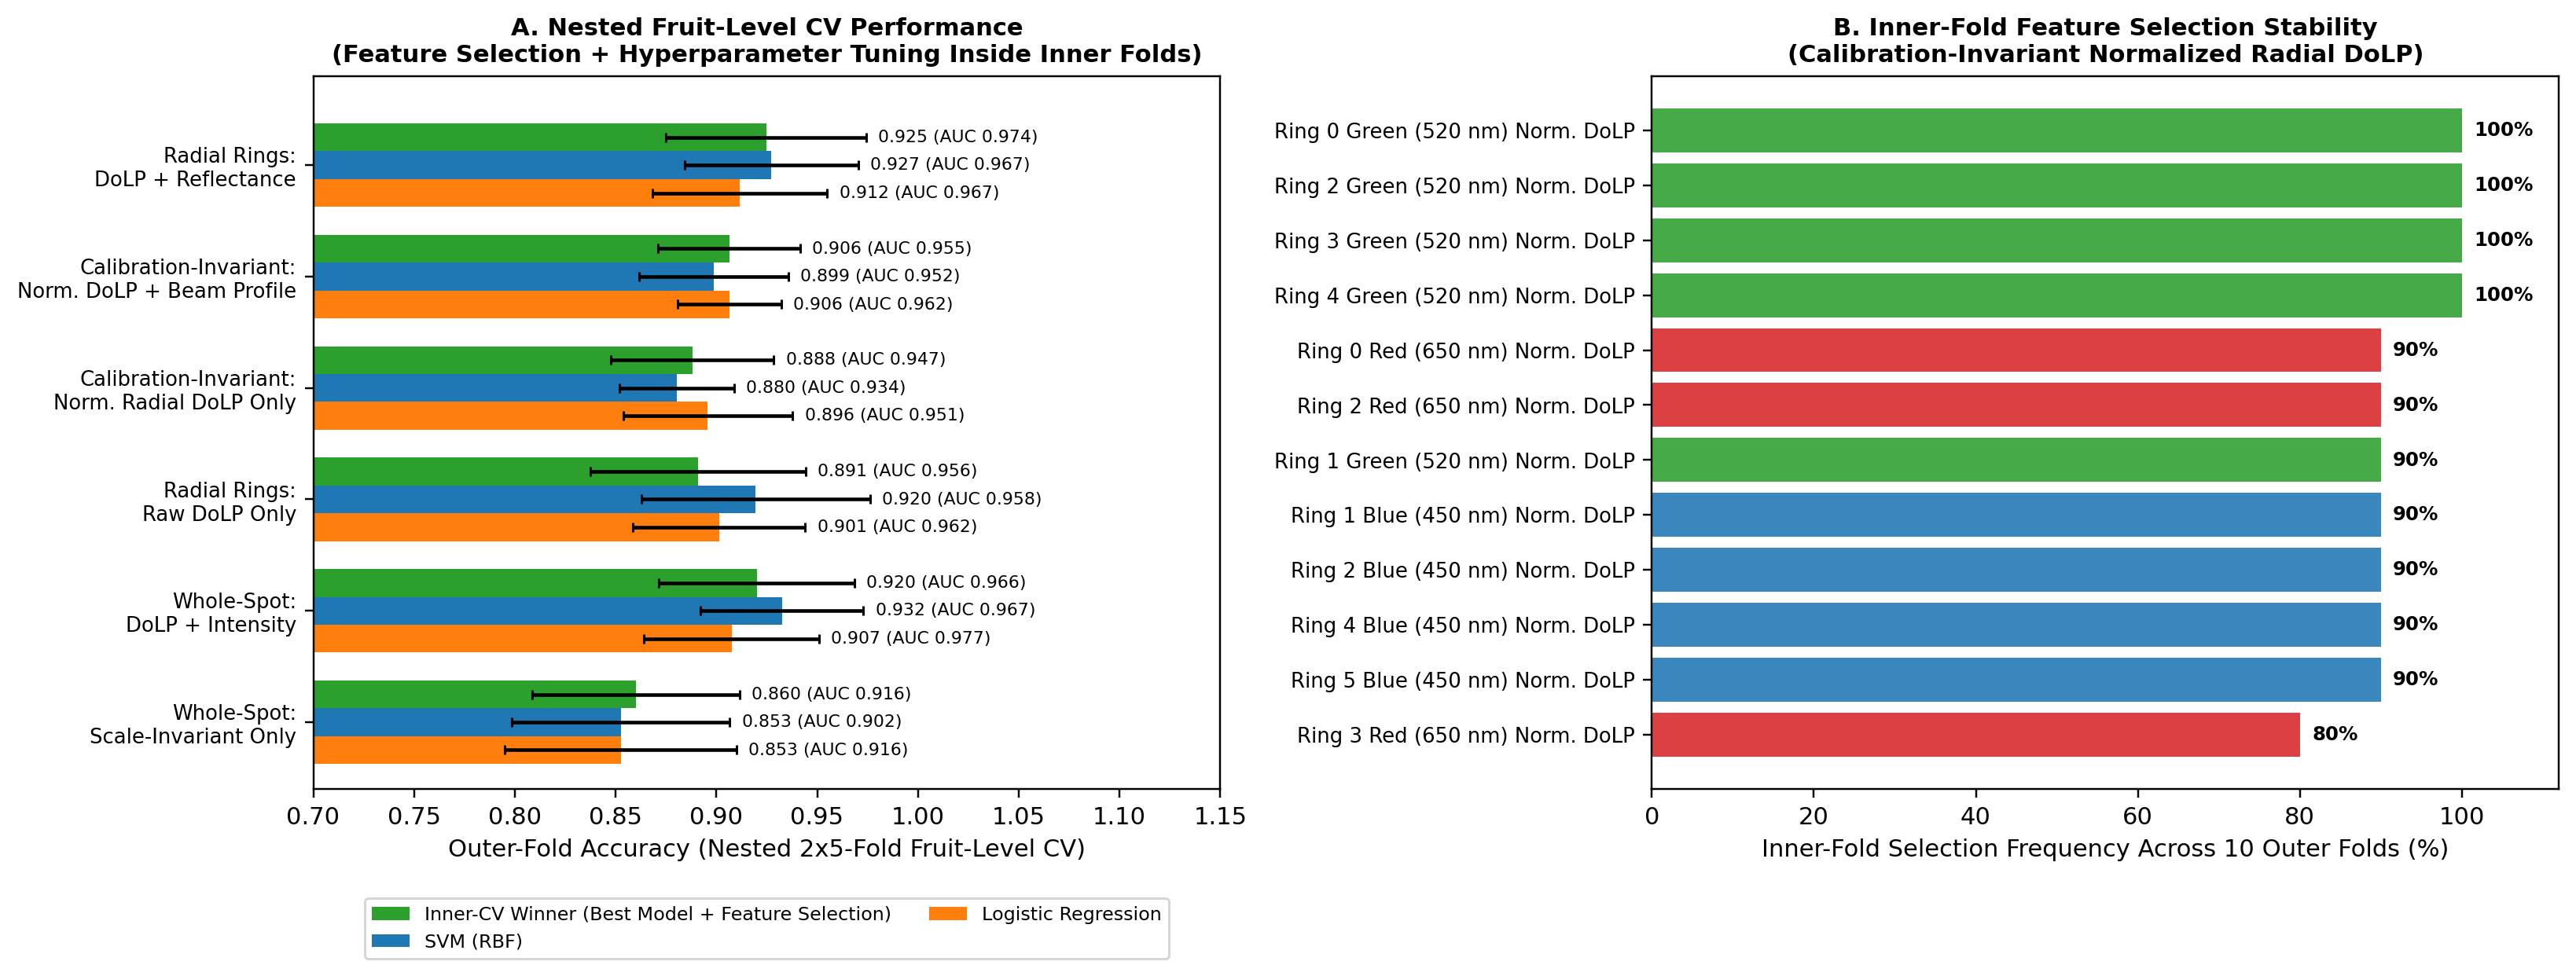 A. Nested Fruit-Level CV Performance
(Feature Selection + Hyperparameter Tuning Inside Inner Folds)
Radial Rings:
DoLP + Reflectance
0.925 (AUC 0.974)
0.927 (AUC 0.967)
0.912 (AUC 0.967)
Calibration-Invariant:
Norm. DoLP + Beam Profile
0.906 (AUC 0.955)
0.899 (AUC 0.952)
0.906 (AUC 0.962)
Calibration-Invariant:
Norm. Radial DoLP Only
0.888 (AUC 0.947)
0.880 (AUC 0.934)
0.896 (AUC 0.951)
Radial Rings:
Raw DoLP Only
0.891 (AUC 0.956)
0.920 (AUC 0.958)
0.901 (AUC 0.962)
Whole-Spot:
DoLP + Intensity
0.920 (AUC 0.966)
0.932 (AUC 0.967)
0.907 (AUC 0.977)
Whole-Spot:
Scale-Invariant Only
0.860 (AUC 0.916)
0.853 (AUC 0.902)
0.853 (AUC 0.916)
0.70 0.75 0.80 0.85 0.90 0.95 1.00 1.05 1.10 1.15
Outer-Fold Accuracy (Nested 2x5-Fold Fruit-Level CV)
Inner-CV Winner (Best Model + Feature Selection)
SVM (RBF)
Logistic Regression
B. Inner-Fold Feature Selection Stability
(Calibration-Invariant Normalized Radial DoLP)
Ring 0 Green (520 nm) Norm. DoLP 100%
Ring 2 Green (520 nm) Norm. DoLP 100%
Ring 3 Green (520 nm) Norm. DoLP 100%
Ring 4 Green (520 nm) Norm. DoLP 100%
Ring 0 Red (650 nm) Norm. DoLP 90%
Ring 2 Red (650 nm) Norm. DoLP 90%
Ring 1 Green (520 nm) Norm. DoLP 90%
Ring 1 Blue (450 nm) Norm. DoLP 90%
Ring 2 Blue (450 nm) Norm. DoLP 90%
Ring 4 Blue (450 nm) Norm. DoLP 90%
Ring 5 Blue (450 nm) Norm. DoLP 90%
Ring 3 Red (650 nm) Norm. DoLP 80%
0 20 40 60 80 100
Inner-Fold Selection Frequency Across 10 Outer Folds (%)